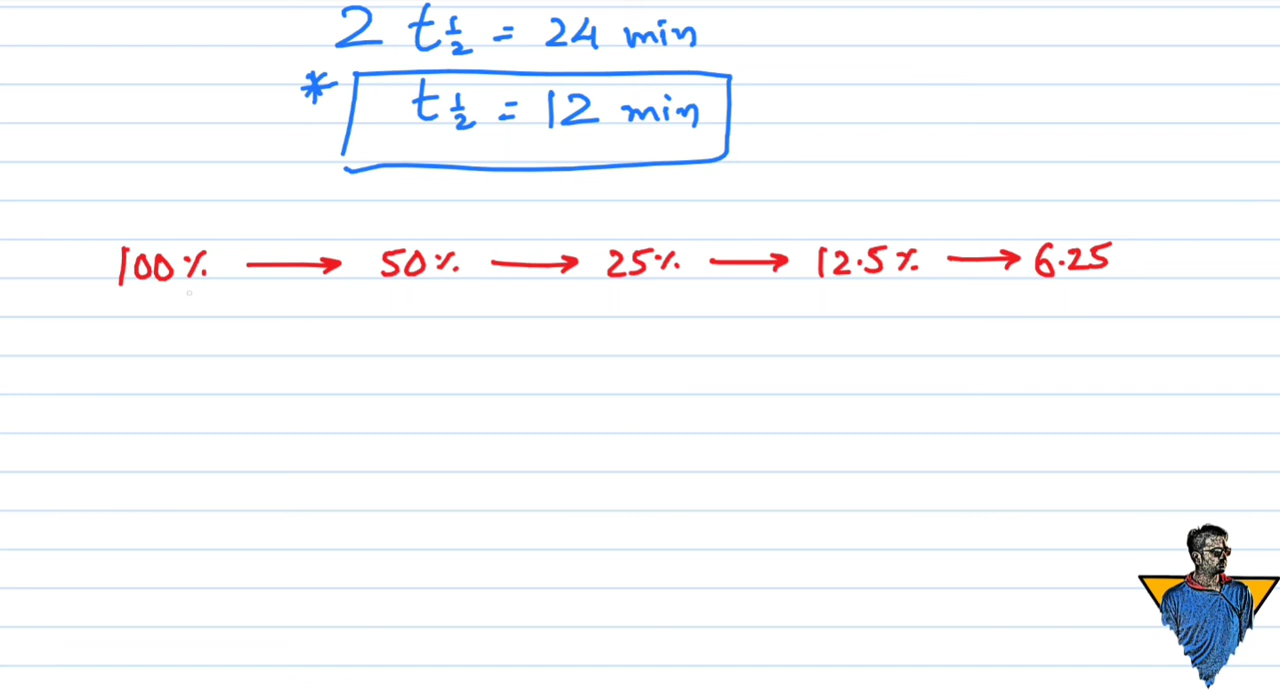 2 t½ = 24 min
* t½ = 12 min
100% → 50% → 25% → 12.5% → 6.25